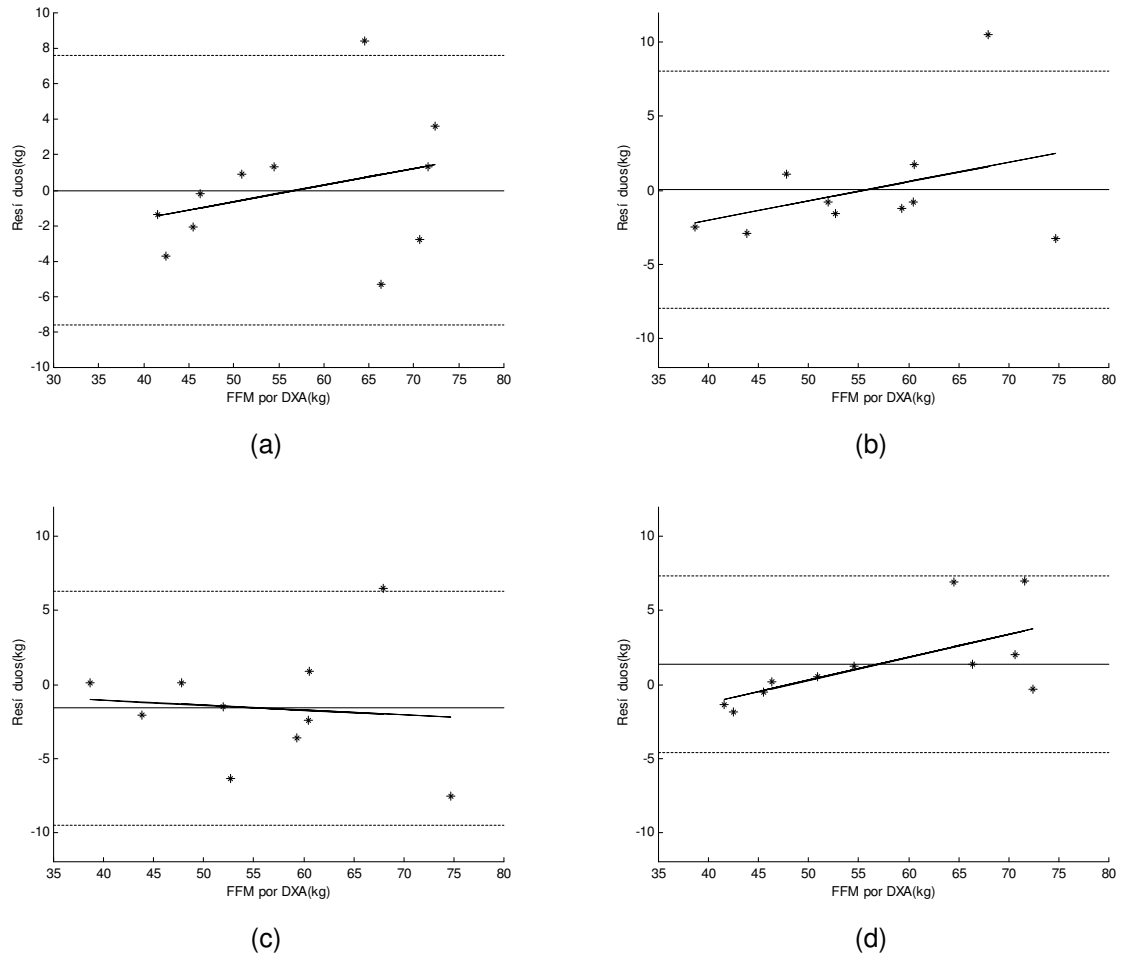 10
8
6
4
2
0
-2
-4
-6
-8
-10
Resí duos(kg)
30 35 40 45 50 55 60 65 70 75 80
FFM por DXA(kg)
(a)
10
5
0
-5
-10
Resí duos(kg)
35 40 45 50 55 60 65 70 75 80
FFM por DXA(kg)
(b)
10
5
0
-5
-10
Resí duos(kg)
35 40 45 50 55 60 65 70 75 80
FFM por DXA(kg)
(c)
10
5
0
-5
-10
Resí duos(kg)
35 40 45 50 55 60 65 70 75 80
FFM por DXA(kg)
(d)